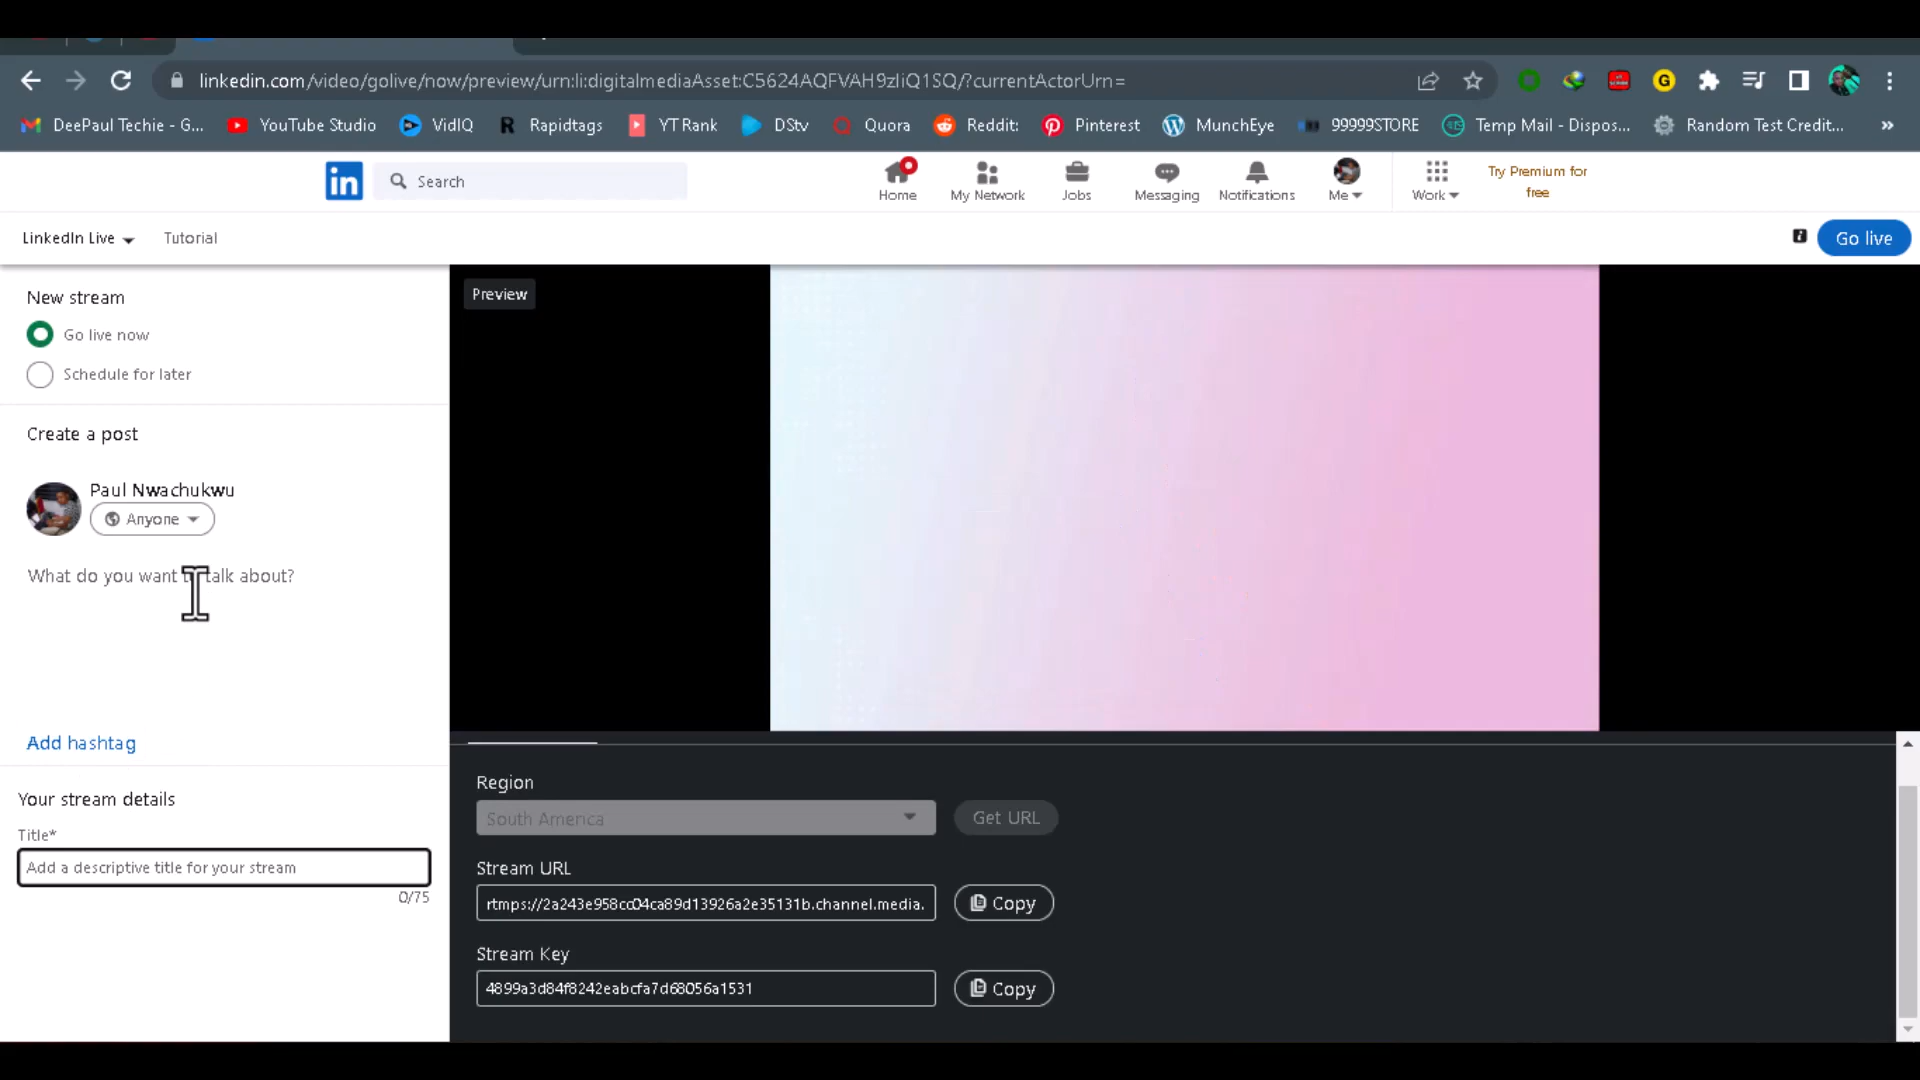 linkedin.com/video/golive/now/preview/urn:li:digitalmediaAsset:C5624AQFVAH9zliQ1SQ/?currentActorUrn=
DeePaul Techie - G...
YouTube Studio
VidIQ
Rapidtags
YT Rank
DStv
Quora
Reddit:
Pinterest
MunchEye
99999STORE
Temp Mail - Dispos...
Random Test Credit...
in
Search
Home
My Network
Jobs
Messaging
Notifications
Me
Work
Try Premium for
free
LinkedIn Live
Tutorial
Go live
New stream
Go live now
Schedule for later
Create a post
Paul Nwachukwu
Anyone
What do you want to talk about?
Add hashtag
Your stream details
Title*
Add a descriptive title for your stream
0/75
Preview
Region
South America
Get URL
Stream URL
rtmps://2a243e958cc04ca89d13926a2e35131b.channel.media.
Copy
Stream Key
4899a3d84f8242eabcfa7d68056a1531
Copy